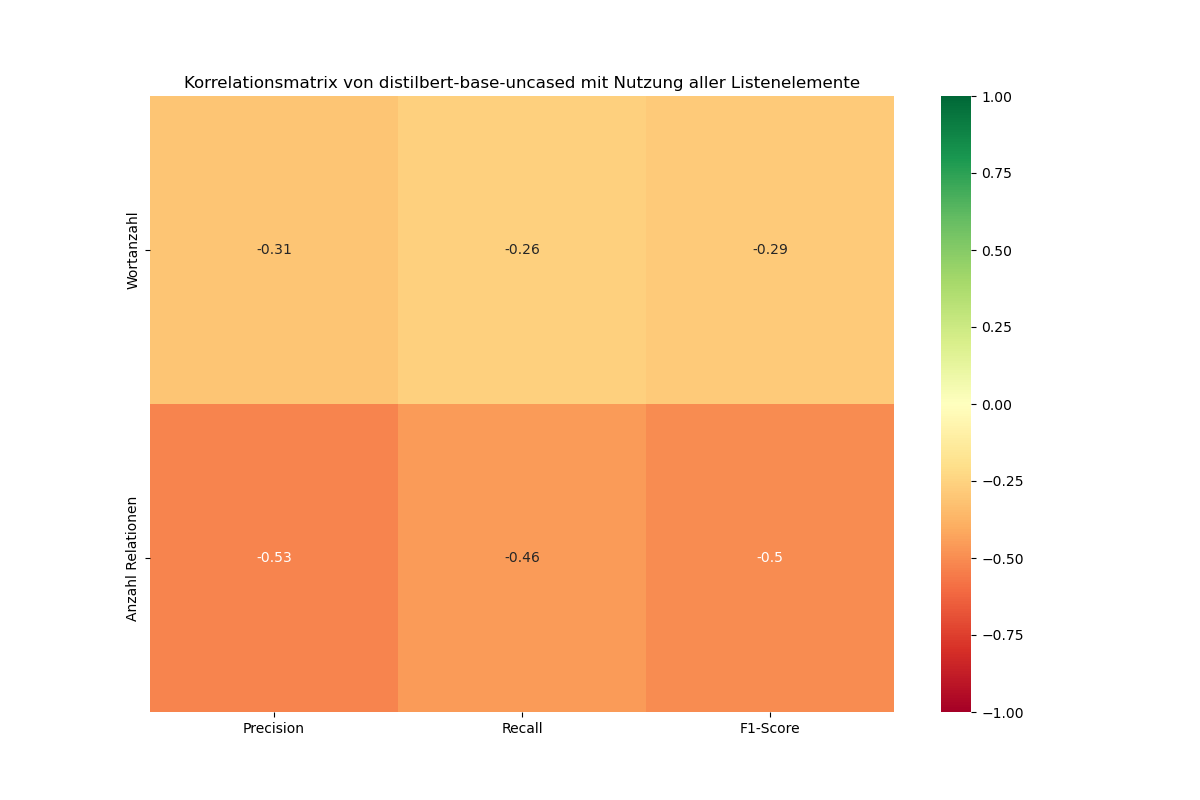 Korrelationsmatrix von distilbert-base-uncased mit Nutzung aller Listenelemente
Wortanzahl
-0.31
-0.26
-0.29
Anzahl Relationen
-0.53
-0.46
-0.5
Precision
Recall
F1-Score
1.00
0.75
0.50
0.25
0.00
−0.25
−0.50
−0.75
−1.00